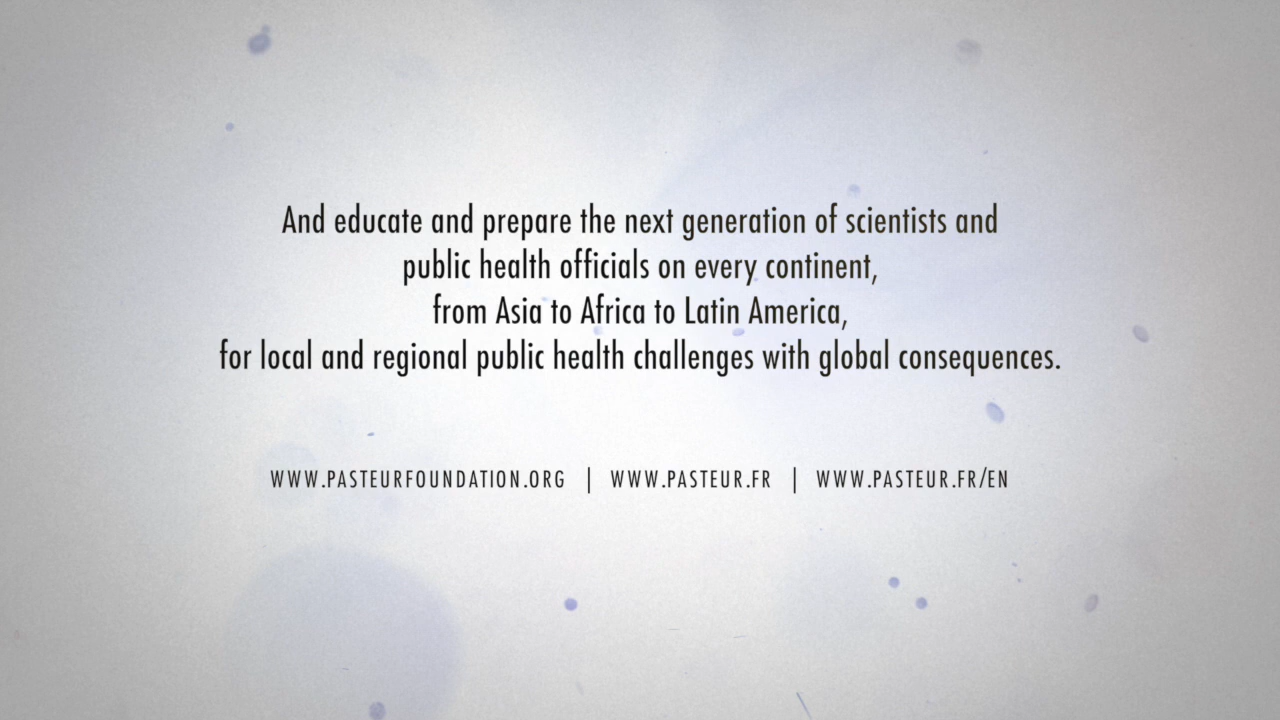 And educate and prepare the next generation of scientists and
public health officials on every continent,
from Asia to Africa to Latin America,
for local and regional public health challenges with global consequences.
WWW.PASTEURFOUNDATION.ORG | WWW.PASTEUR.FR | WWW.PASTEUR.FR/EN